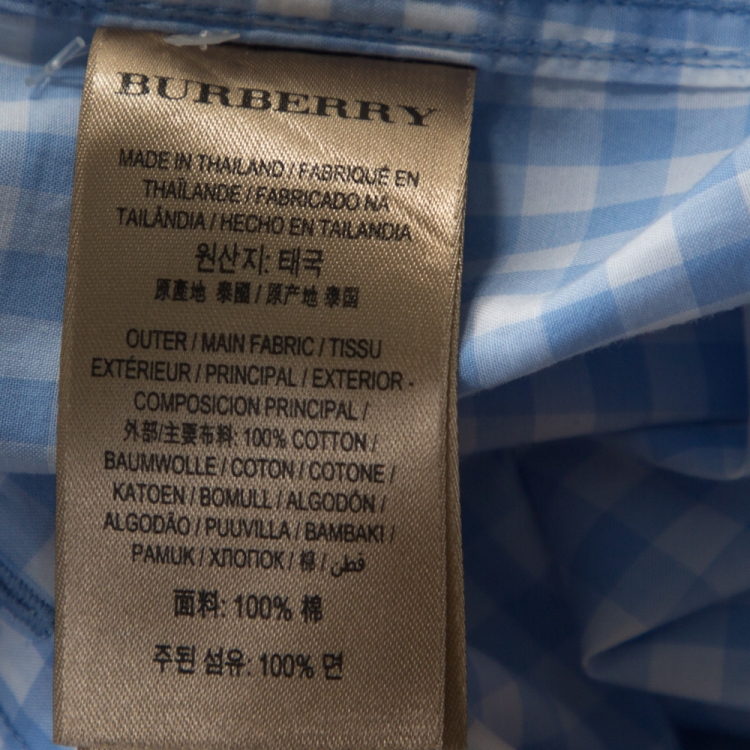 BURBERRY
MADE IN THAILAND / FABRIQUÉ EN
THAÏLANDE / FABRICADO NA
TAILÂNDIA / HECHO EN TAILANDIA
원산지: 태국
原產地 泰國 / 原产地 泰国
OUTER / MAIN FABRIC / TISSU
EXTÉRIEUR / PRINCIPAL / EXTERIOR -
COMPOSICION PRINCIPAL /
外部/主要布料: 100% COTTON /
BAUMWOLLE / COTON / COTONE /
KATOEN / BOMULL / ALGODÓN /
ALGODÃO / PUUVILLA / BAMBAKI /
PAMUK / ХЛОПОК / 棉 / قطن
面料: 100% 棉
주된 섬유: 100% 면